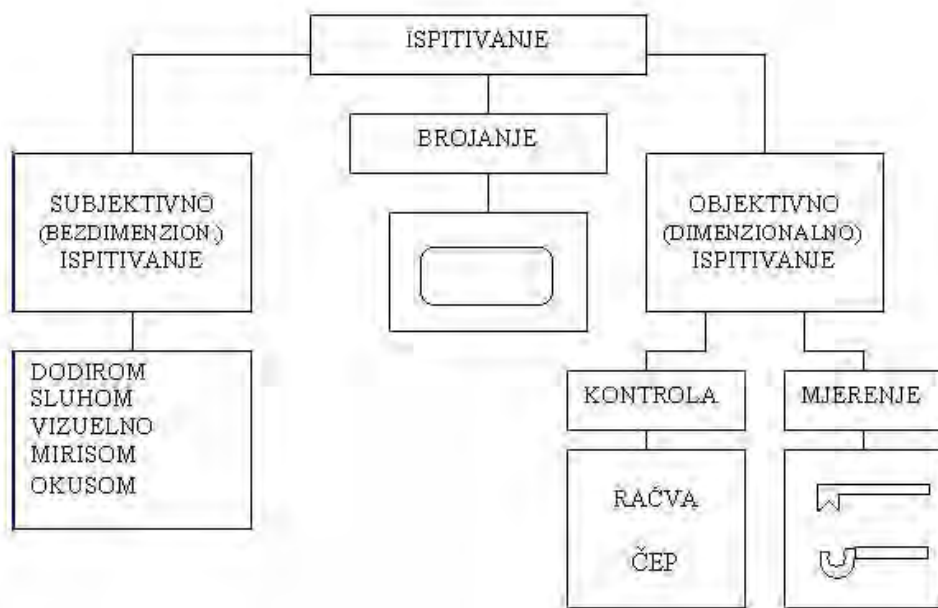 ISPITIVANJE
BROJANJE
SUBJEKTIVNO
(BEZDIMENZION.)
ISPITIVANJE
OBJEKTIVNO
(DIMENZIONALNO)
ISPITIVANJE
DODIROM
SLUHOM
VIZUELNO
MIRISOM
OKUSOM
KONTROLA
MJERENJE
RAČVA
ČEP